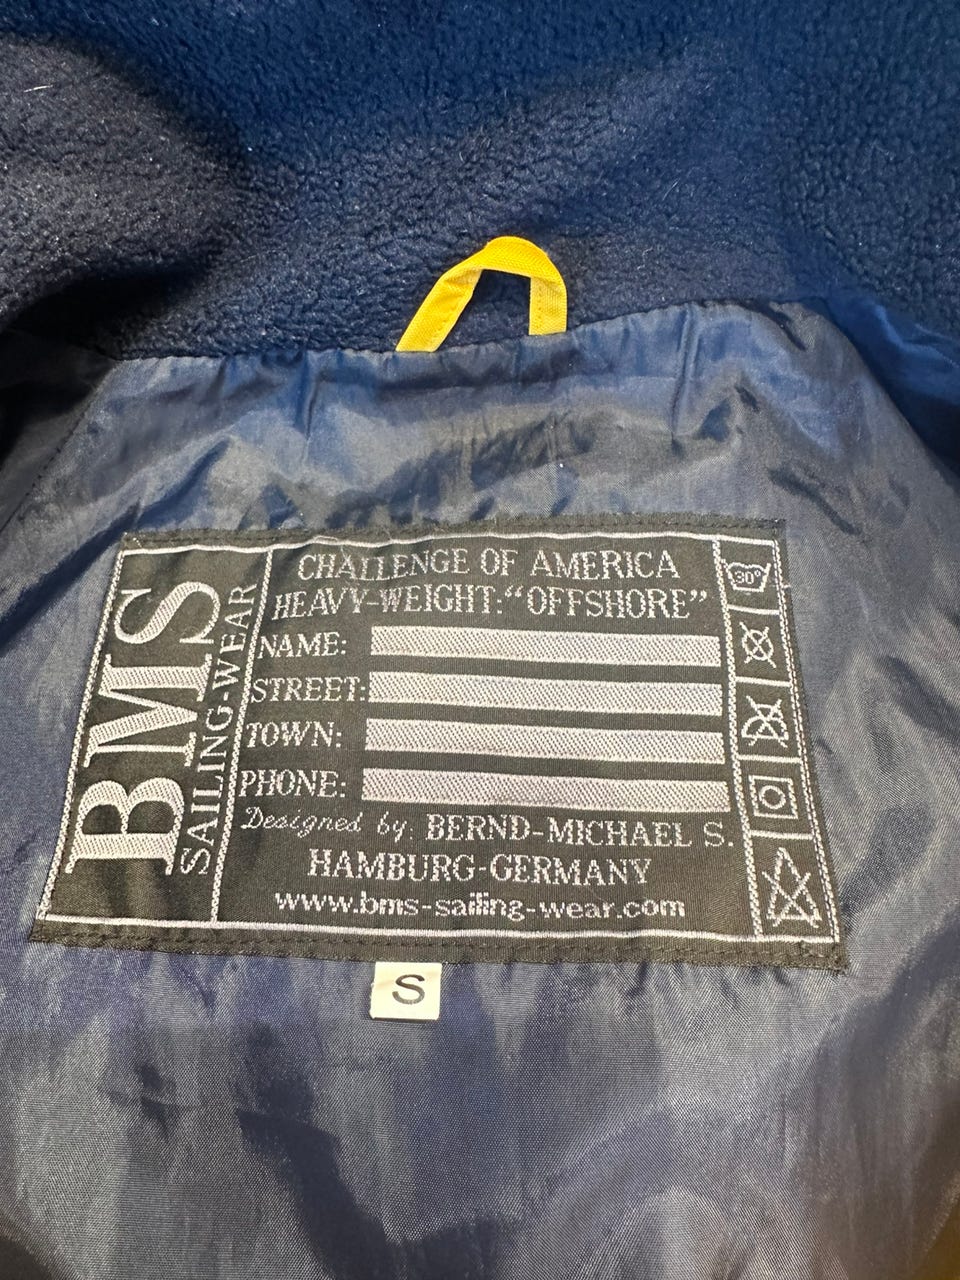 BMS
SAILING-WEAR
CHALLENGE OF AMERICA
HEAVY-WEIGHT:“OFFSHORE”
NAME:
STREET:
TOWN:
PHONE:
Designed by: BERND-MICHAEL S.
HAMBURG-GERMANY
www.bms-sailing-wear.com
30°
S